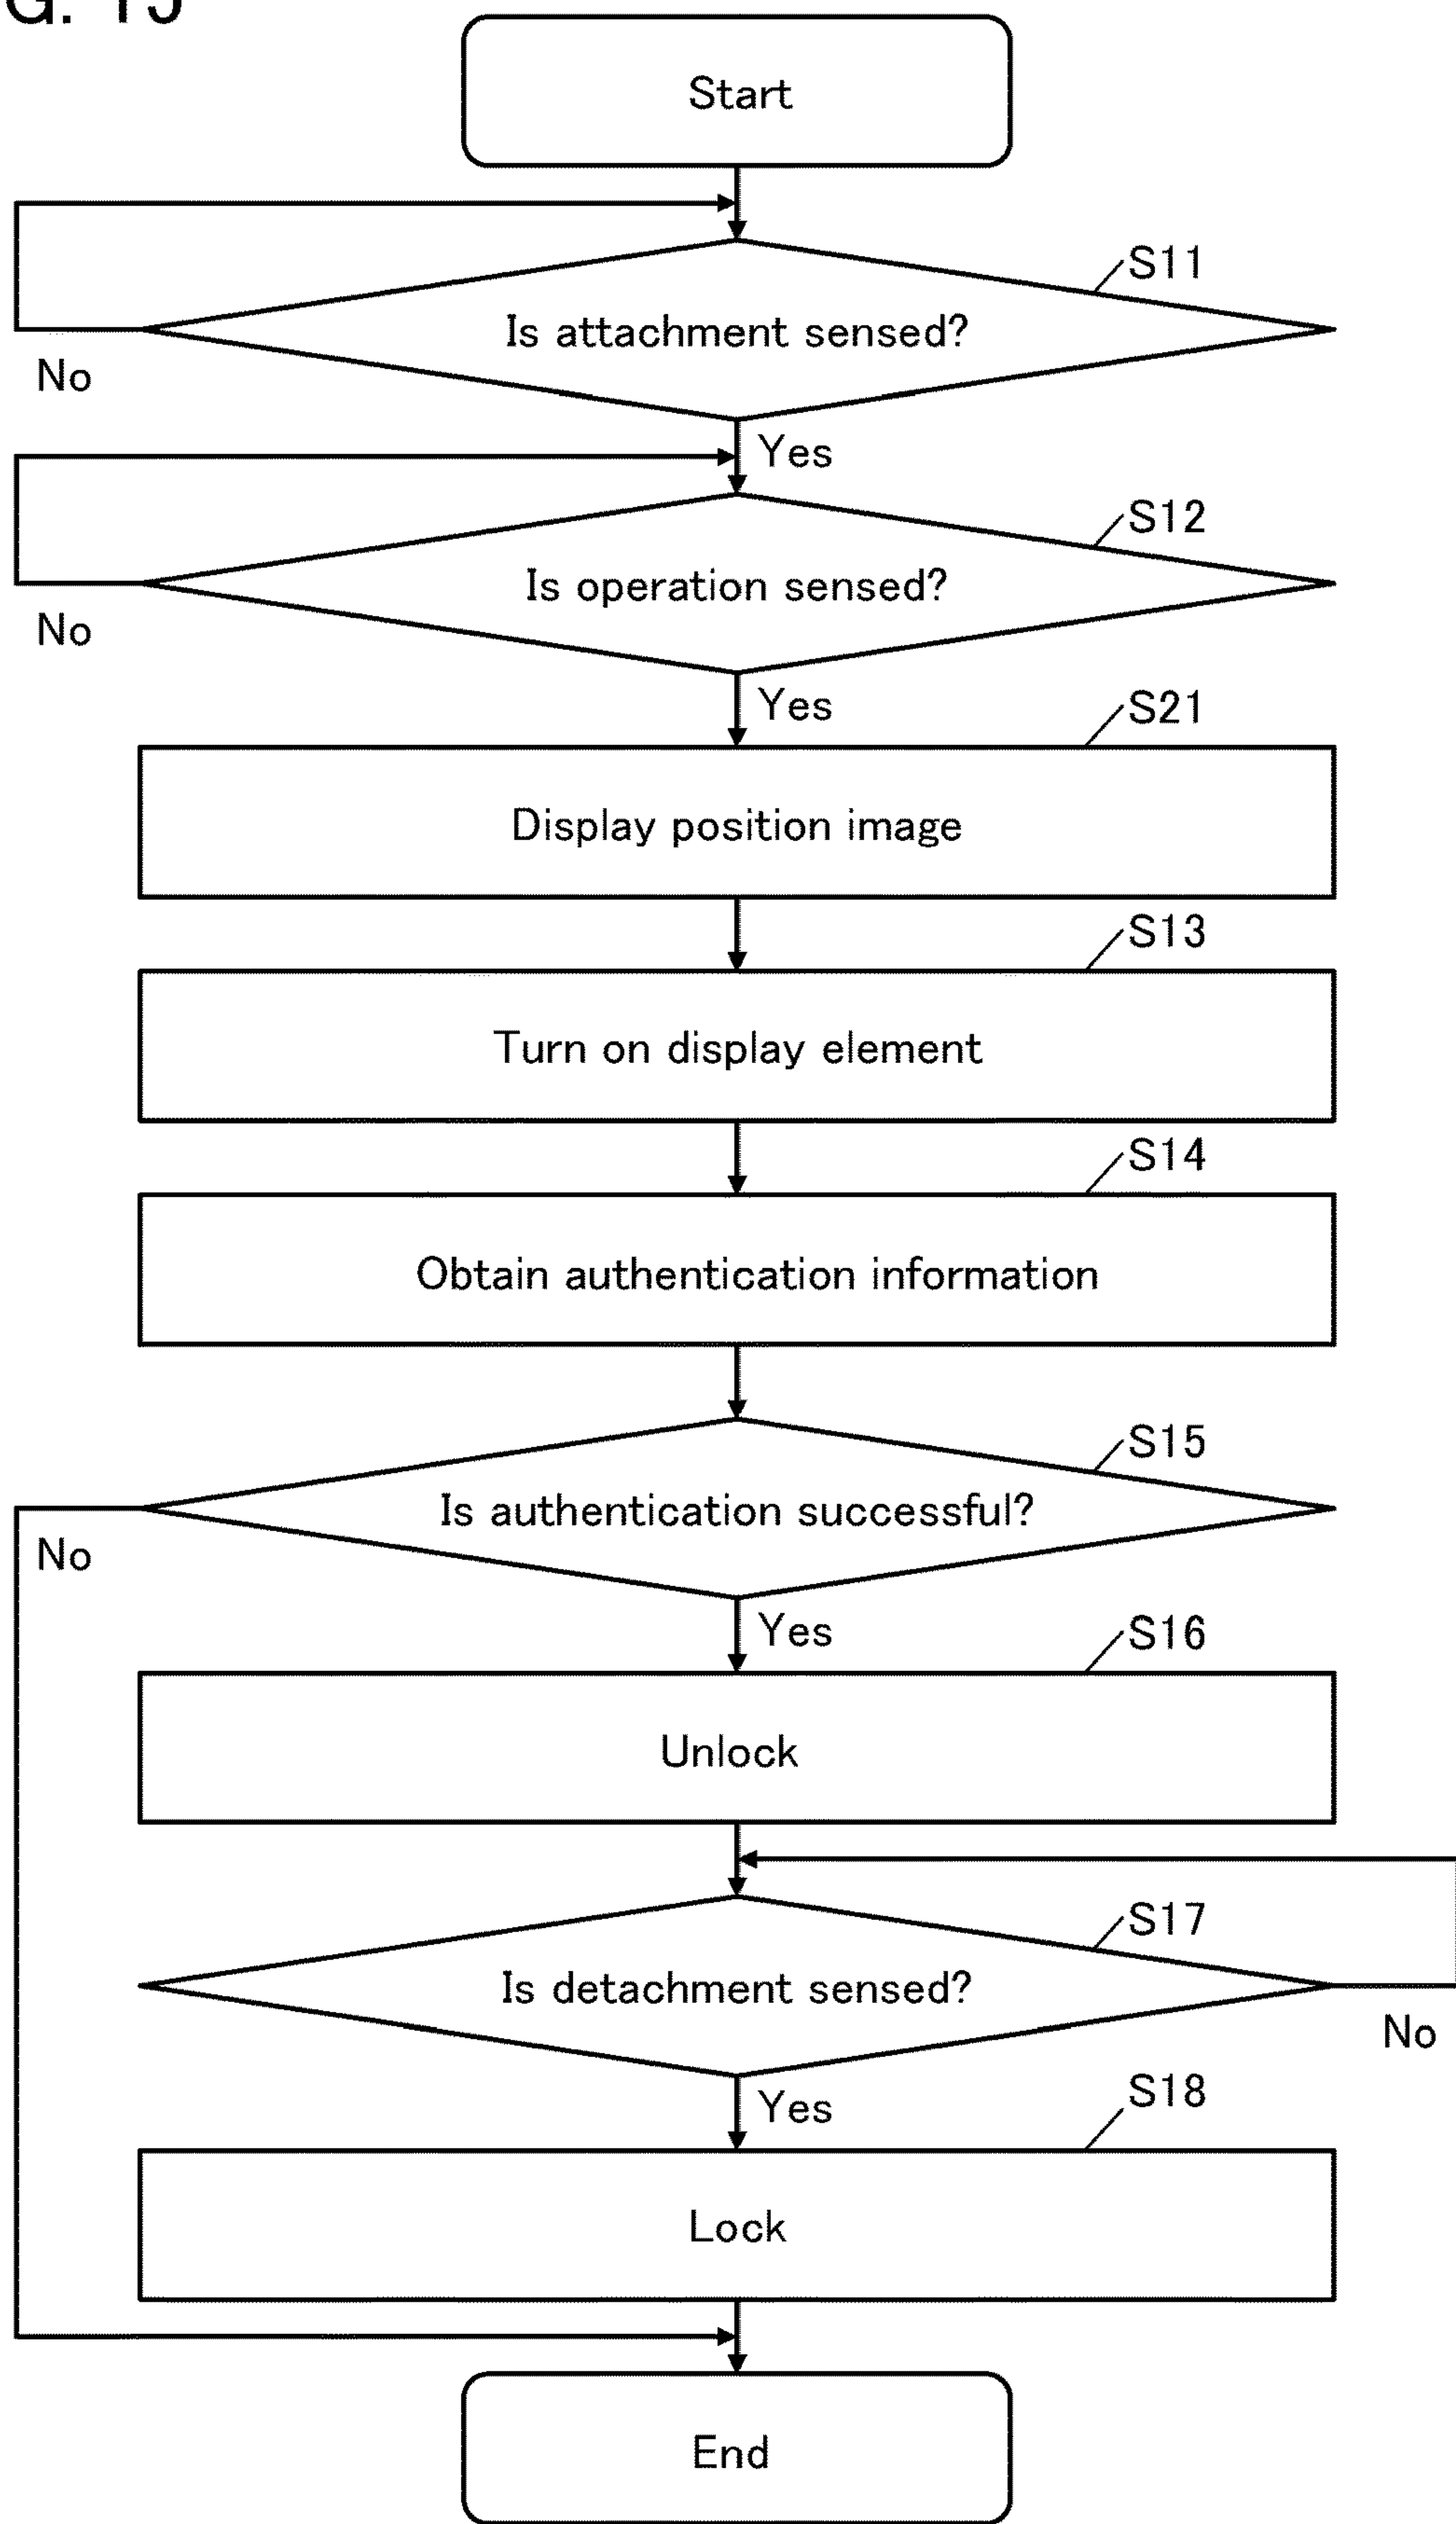 Start
S11
Is attachment sensed?
No
Yes
S12
Is operation sensed?
No
Yes
S21
Display position image
S13
Turn on display element
S14
Obtain authentication information
S15
Is authentication successful?
No
Yes
S16
Unlock
S17
Is detachment sensed?
No
Yes
S18
Lock
End